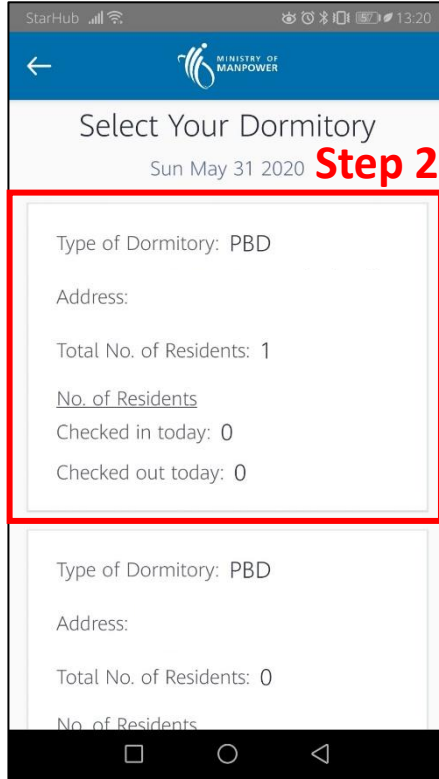 StarHub 57 13:20
MINISTRY OF
MANPOWER
Select Your Dormitory
Sun May 31 2020 Step 2
Type of Dormitory: PBD
Address:
Total No. of Residents: 1
No. of Residents
Checked in today: 0
Checked out today: 0
Type of Dormitory: PBD
Address:
Total No. of Residents: 0
No. of Residents